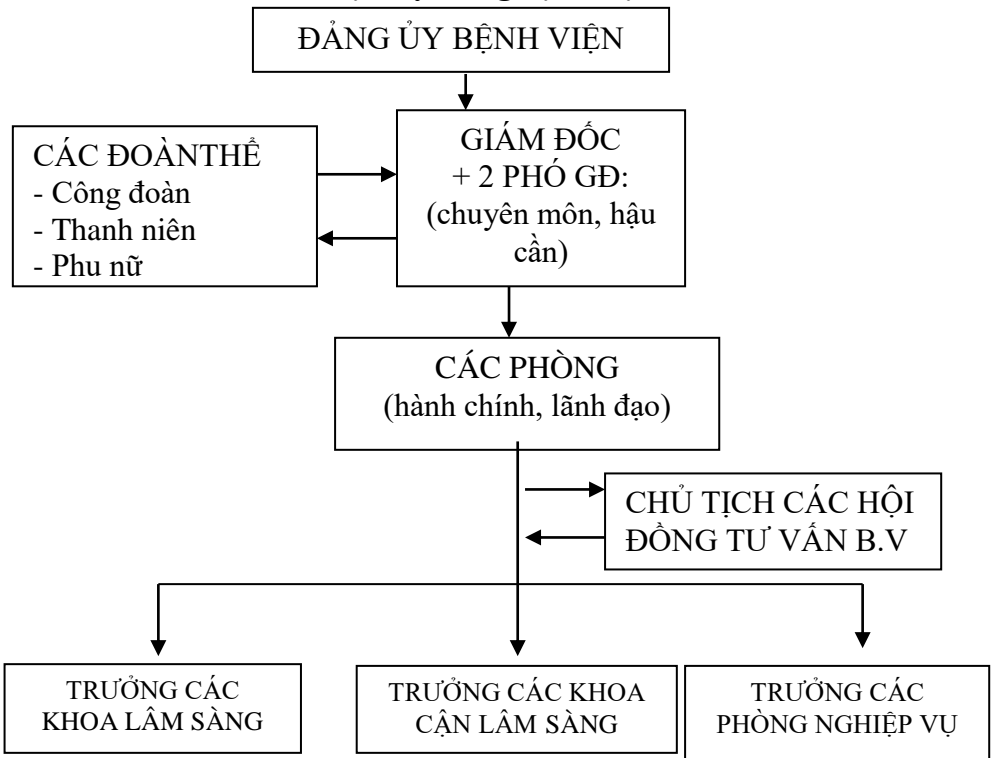 ĐẢNG ỦY BỆNH VIỆN
CÁC ĐOÀNTHỂ
- Công đoàn
- Thanh niên
- Phu nữ
GIÁM ĐỐC
+ 2 PHÓ GĐ:
(chuyên môn, hậu
cần)
CÁC PHÒNG
(hành chính, lãnh đạo)
CHỦ TỊCH CÁC HỘI
ĐỒNG TƯ VẤN B.V
TRƯỞNG CÁC
KHOA LÂM SÀNG
TRƯỞNG CÁC KHOA
CẬN LÂM SÀNG
TRƯỞNG CÁC
PHÒNG NGHIỆP VỤ